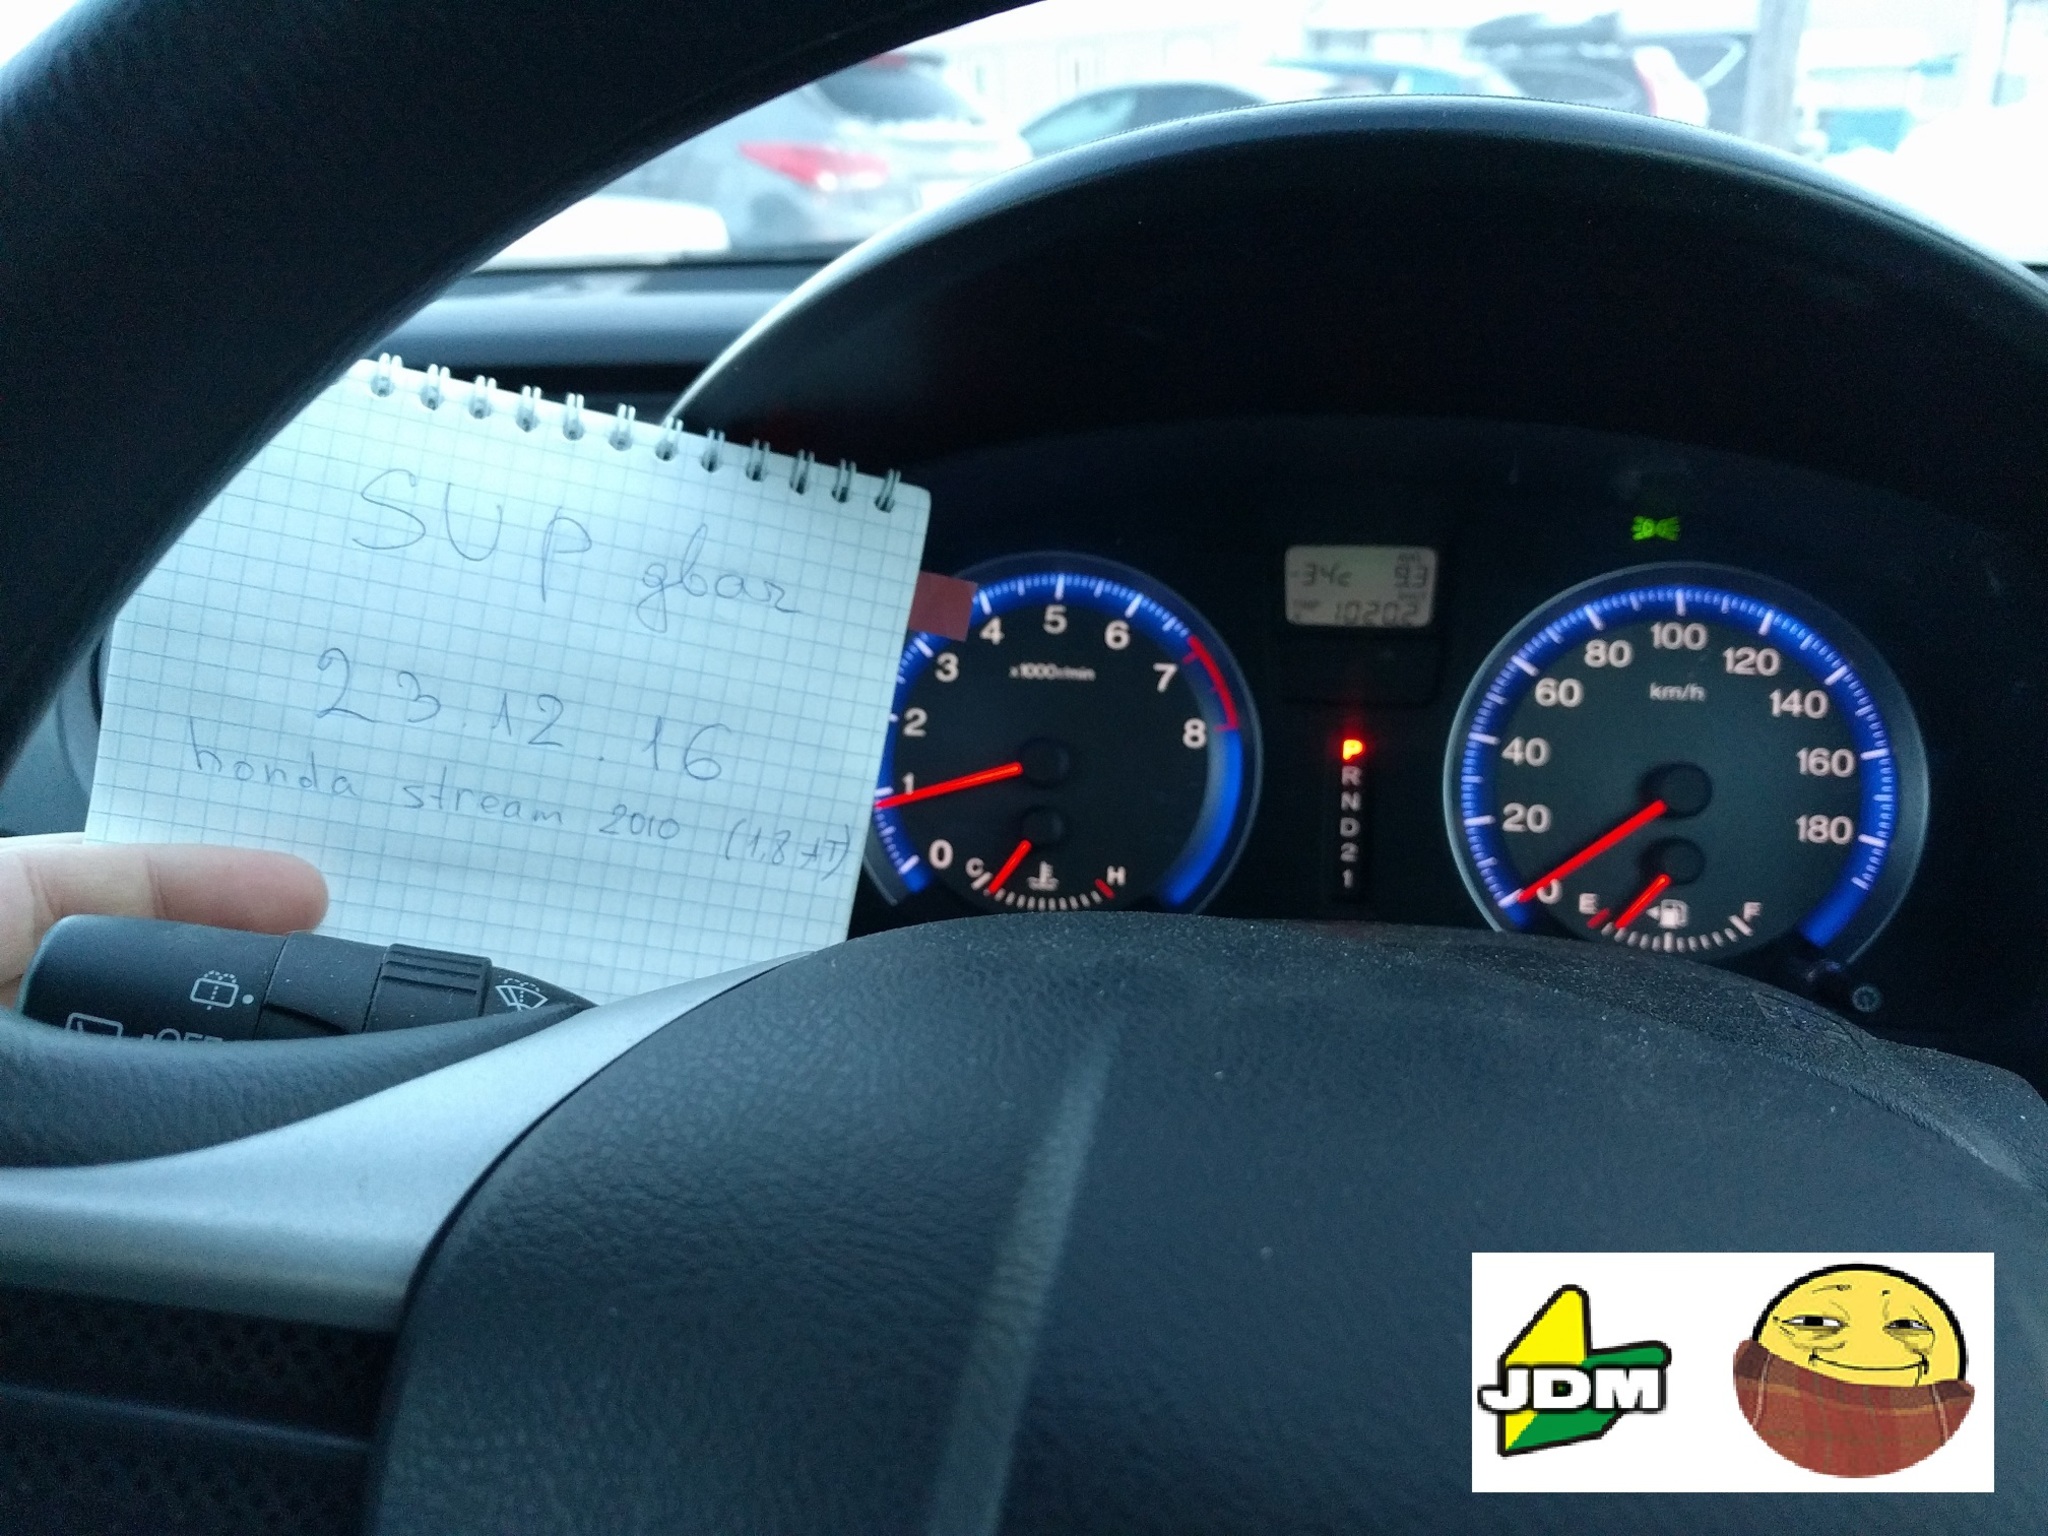 SUP gbar
23.12.16
honda stream 2010 (1.8 AT)
0 1 2 3 4 5 6 7 8
x1000r/min
C H
-34c 9.3
10202
P
R
N
D
2
1
0 20 40 60 80 100 120 140 160 180
km/h
E F
JDM